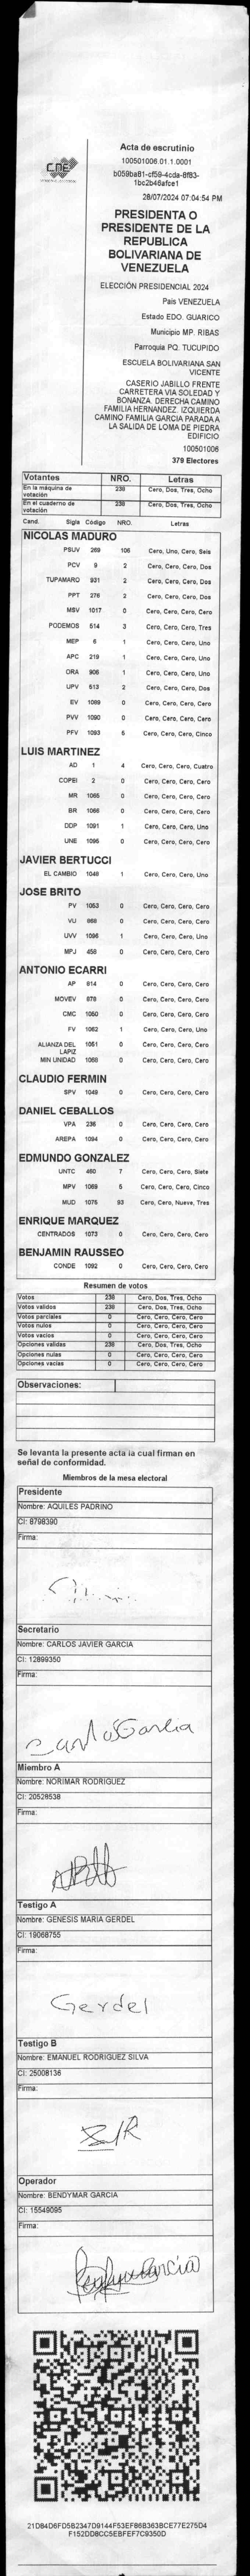 CNE
Acta de escrutinio
100501006.01.1.0001
b059ba81-cf59-4cda-8f83-
1bc2b46afce1
28/07/2024 07:04:54 PM
PRESIDENTA O
PRESIDENTE DE LA
REPUBLICA
BOLIVARIANA DE
VENEZUELA
ELECCIÓN PRESIDENCIAL 2024
Pais VENEZUELA
Estado EDO. GUARICO
Municipio MP. RIBAS
Parroquia PQ. TUCUPIDO
ESCUELA BOLIVARIANA SAN
VICENTE
CASERIO JABILLO FRENTE
CARRETERA VIA SOLEDAD Y
BONANZA. DERECHA CAMINO
FAMILIA HERNANDEZ. IZQUIERDA
CAMINO FAMILIA GARCIA PARADA A
LA SALIDA DE LOMA DE PIEDRA
EDIFICIO
100501006
379 Electores
Votantes NRO. Letras
En la máquina de votación 238 Cero, Dos, Tres, Ocho
En el cuaderno de votación 238 Cero, Dos, Tres, Ocho
Cand. Sigla Código NRO. Letras
NICOLAS MADURO
PSUV 269 106 Cero, Uno, Cero, Seis
PCV 9 2 Cero, Cero, Cero, Dos
TUPAMARO 931 2 Cero, Cero, Cero, Dos
PPT 276 2 Cero, Cero, Cero, Dos
MSV 1017 0 Cero, Cero, Cero, Cero
PODEMOS 514 3 Cero, Cero, Cero, Tres
MEP 6 1 Cero, Cero, Cero, Uno
APC 219 1 Cero, Cero, Cero, Uno
ORA 906 1 Cero, Cero, Cero, Uno
UPV 513 2 Cero, Cero, Cero, Dos
EV 1089 0 Cero, Cero, Cero, Cero
PVV 1090 0 Cero, Cero, Cero, Cero
PFV 1093 5 Cero, Cero, Cero, Cinco
LUIS MARTINEZ
AD 1 4 Cero, Cero, Cero, Cuatro
COPEI 2 0 Cero, Cero, Cero, Cero
MR 1065 0 Cero, Cero, Cero, Cero
BR 1066 0 Cero, Cero, Cero, Cero
DDP 1091 1 Cero, Cero, Cero, Uno
UNE 1095 0 Cero, Cero, Cero, Cero
JAVIER BERTUCCI
EL CAMBIO 1048 1 Cero, Cero, Cero, Uno
JOSE BRITO
PV 1053 0 Cero, Cero, Cero, Cero
VU 868 0 Cero, Cero, Cero, Cero
UVV 1096 1 Cero, Cero, Cero, Uno
MPJ 458 0 Cero, Cero, Cero, Cero
ANTONIO ECARRI
AP 814 0 Cero, Cero, Cero, Cero
MOVEV 878 0 Cero, Cero, Cero, Cero
CMC 1050 0 Cero, Cero, Cero, Cero
FV 1062 1 Cero, Cero, Cero, Uno
ALIANZA DEL LAPIZ 1051 0 Cero, Cero, Cero, Cero
MIN UNIDAD 1058 0 Cero, Cero, Cero, Cero
CLAUDIO FERMIN
SPV 1049 0 Cero, Cero, Cero, Cero
DANIEL CEBALLOS
VPA 236 0 Cero, Cero, Cero, Cero
AREPA 1094 0 Cero, Cero, Cero, Cero
EDMUNDO GONZALEZ
UNTC 460 7 Cero, Cero, Cero, Siete
MPV 1069 5 Cero, Cero, Cero, Cinco
MUD 1075 93 Cero, Cero, Nueve, Tres
ENRIQUE MARQUEZ
CENTRADOS 1073 0 Cero, Cero, Cero, Cero
BENJAMIN RAUSSEO
CONDE 1092 0 Cero, Cero, Cero, Cero
Resumen de votos
Votos 238 Cero, Dos, Tres, Ocho
Votos validos 238 Cero, Dos, Tres, Ocho
Votos parciales 0 Cero, Cero, Cero, Cero
Votos nulos 0 Cero, Cero, Cero, Cero
Votos vacios 0 Cero, Cero, Cero, Cero
Opciones validas 238 Cero, Dos, Tres, Ocho
Opciones nulas 0 Cero, Cero, Cero, Cero
Opciones vacias 0 Cero, Cero, Cero, Cero
Observaciones:
Se levanta la presente acta la cual firman en
señal de conformidad.
Miembros de la mesa electoral
Presidente
Nombre: AQUILES PADRINO
CI: 8798390
Firma:
Secretario
Nombre: CARLOS JAVIER GARCIA
CI: 12899350
Firma:
Carlos Garcia
Miembro A
Nombre: NORIMAR RODRIGUEZ
CI: 20528538
Firma:
Testigo A
Nombre: GENESIS MARIA GERDEL
CI: 19068755
Firma:
Gerdel
Testigo B
Nombre: EMANUEL RODRIGUEZ SILVA
CI: 25008136
Firma:
Operador
Nombre: BENDYMAR GARCIA
CI: 15549095
Firma:
21D84D6FD5B2347D9144F53EF86B363BCE77E275D4
F152DD8CC5EBFEF7C9350D